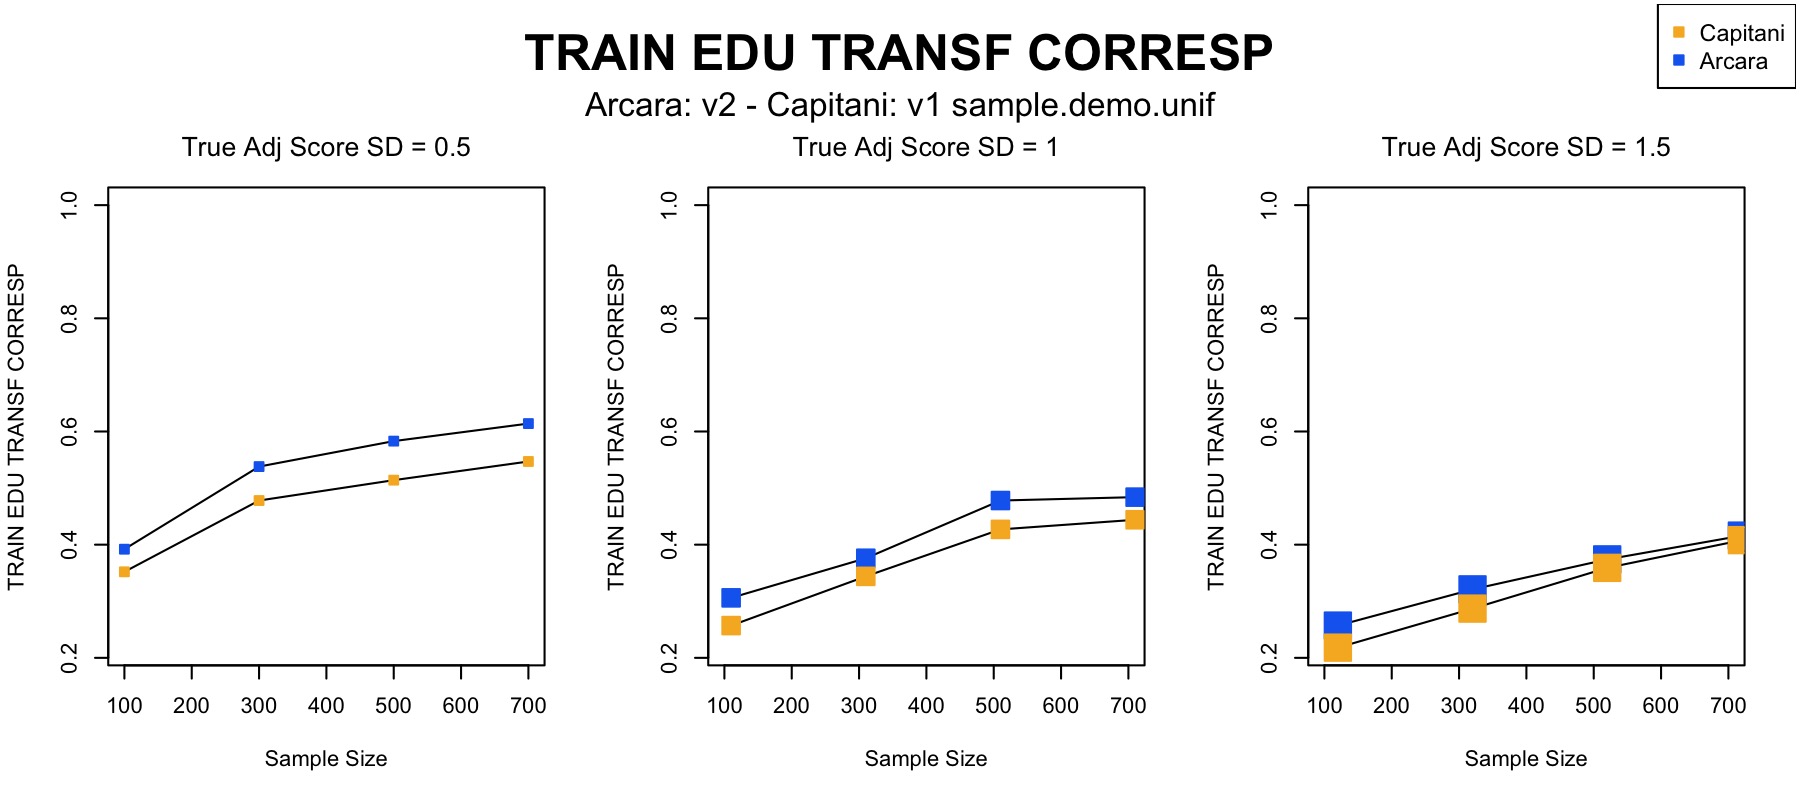 TRAIN EDU TRANSF CORRESP
Arcara: v2 - Capitani: v1 sample.demo.unif
Capitani
Arcara
True Adj Score SD = 0.5
TRAIN EDU TRANSF CORRESP
1.0
0.8
0.6
0.4
0.2
100 200 300 400 500 600 700
Sample Size
True Adj Score SD = 1
TRAIN EDU TRANSF CORRESP
1.0
0.8
0.6
0.4
0.2
100 200 300 400 500 600 700
Sample Size
True Adj Score SD = 1.5
TRAIN EDU TRANSF CORRESP
1.0
0.8
0.6
0.4
0.2
100 200 300 400 500 600 700
Sample Size